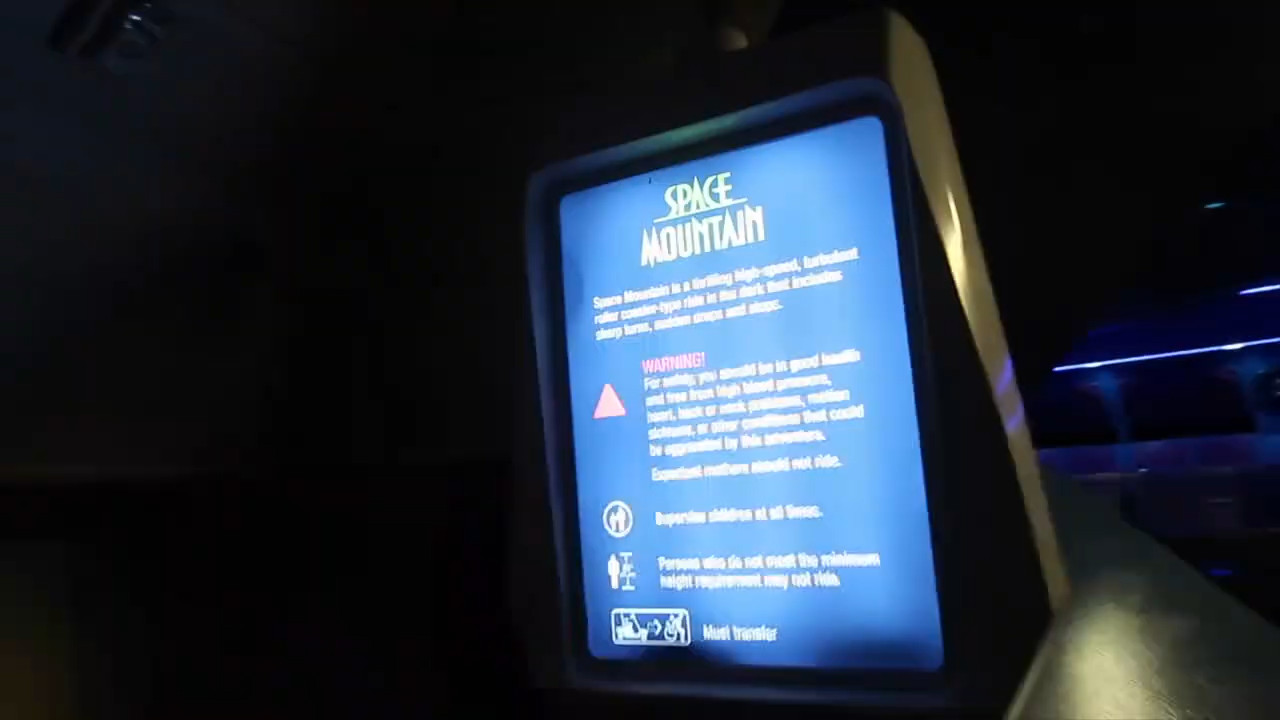 SPACE
MOUNTAIN
Space Mountain is a thrilling high-speed, turbulent
roller coaster-type ride in the dark that includes
sharp turns, sudden drops and stops.
WARNING!
For safety, you should be in good health
and free from high blood pressure,
heart, back or neck problems, motion
sickness, or other conditions that could
be aggravated by this adventure.
Expectant mothers should not ride.
Supervise children at all times.
Persons who do not meet the minimum
height requirement may not ride.
Must transfer